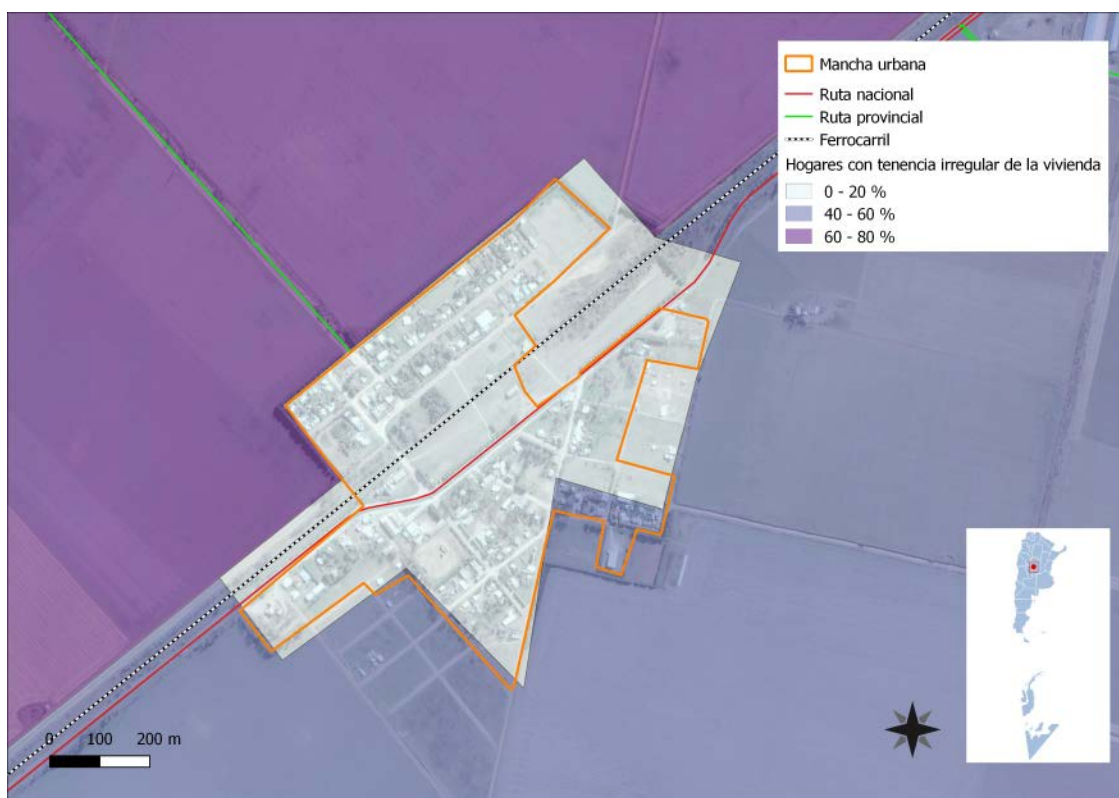 Mancha urbana
Ruta nacional
Ruta provincial
Ferrocarril
Hogares con tenencia irregular de la vivienda
0 - 20 %
40 - 60 %
60 - 80 %
0 100 200 m